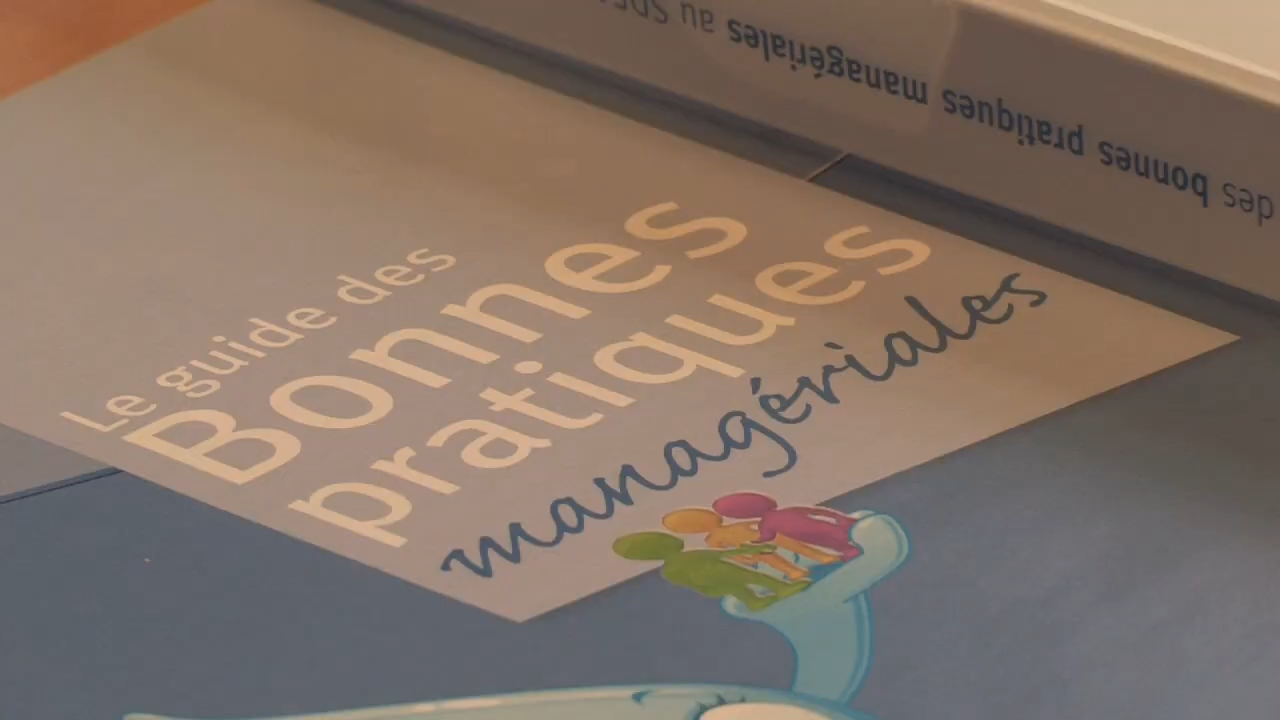 Le guide des
Bonnes
pratiques
managériales
des bonnes pratiques managériales au